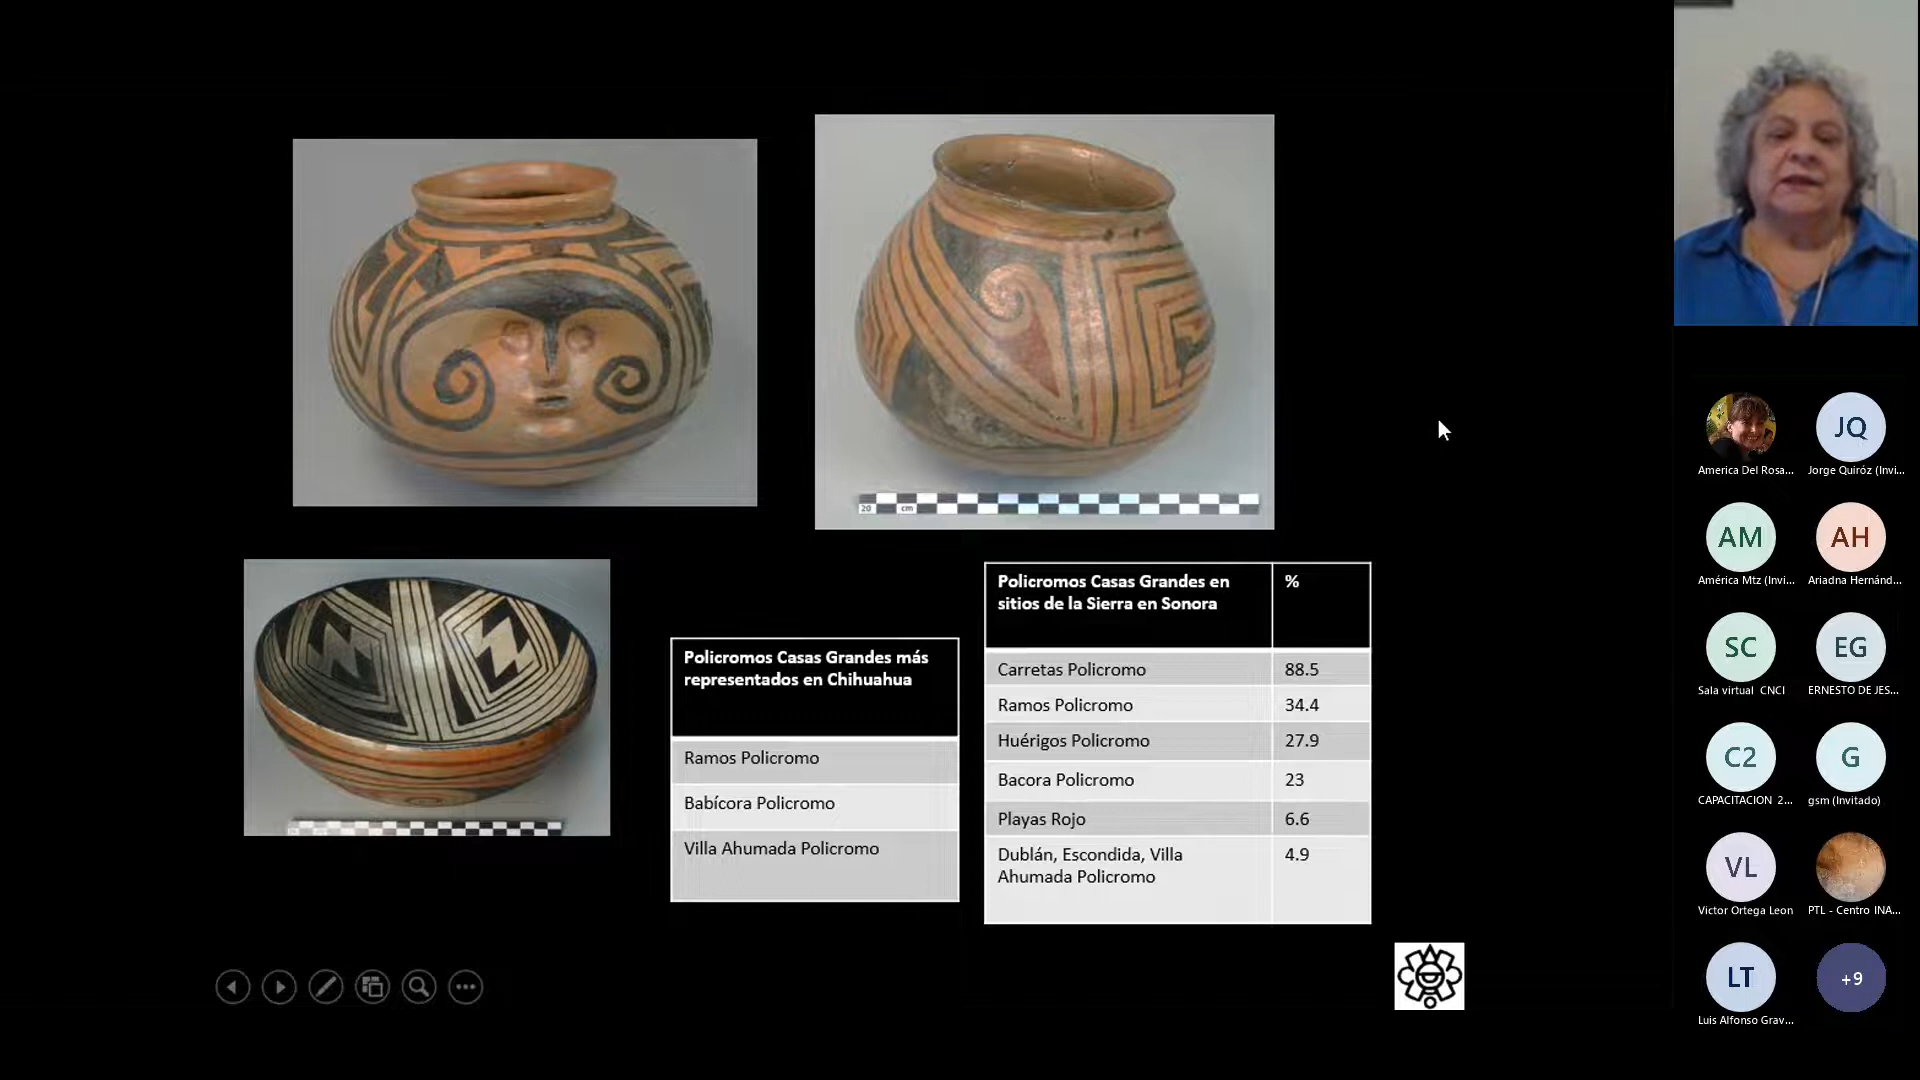 20 cm
Policromos Casas Grandes más
representados en Chihuahua
Ramos Policromo
Babícora Policromo
Villa Ahumada Policromo
Policromos Casas Grandes en
sitios de la Sierra en Sonora
%
Carretas Policromo 88.5
Ramos Policromo 34.4
Huérigos Policromo 27.9
Bacora Policromo 23
Playas Rojo 6.6
Dublán, Escondida, Villa
Ahumada Policromo
4.9
JQ
America Del Rosa...
Jorge Quiróz (Invi...
AM
AH
América Mtz (Invi...
Ariadna Hernánd...
SC
EG
Sala virtual CNCI
ERNESTO DE JES...
C2
G
CAPACITACION 2...
gsm (Invitado)
VL
Victor Ortega Leon
PTL - Centro INA...
LT
+9
Luis Alfonso Grav...